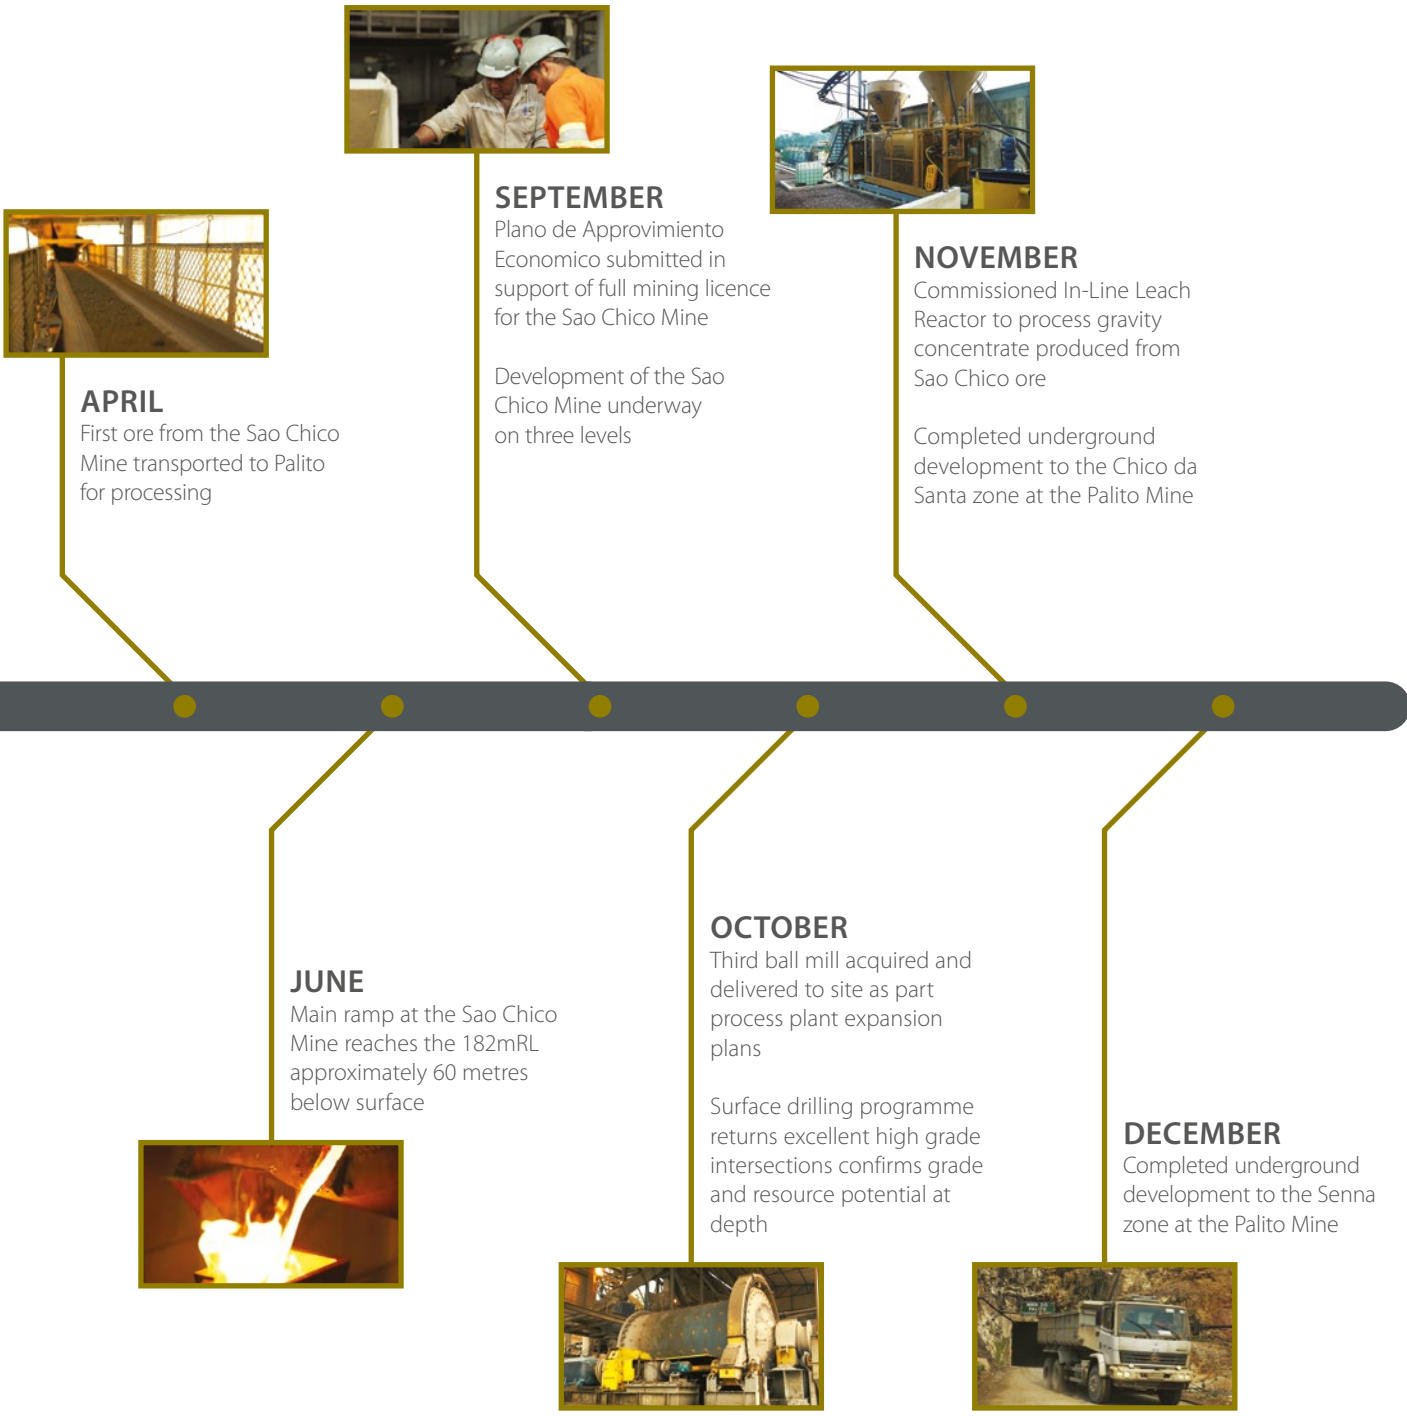 SEPTEMBER
Plano de Approvimiento
Economico submitted in
support of full mining licence
for the Sao Chico Mine
Development of the Sao
Chico Mine underway
on three levels
NOVEMBER
Commissioned In-Line Leach
Reactor to process gravity
concentrate produced from
Sao Chico ore
Completed underground
development to the Chico da
Santa zone at the Palito Mine
APRIL
First ore from the Sao Chico
Mine transported to Palito
for processing
JUNE
Main ramp at the Sao Chico
Mine reaches the 182mRL
approximately 60 metres
below surface
OCTOBER
Third ball mill acquired and
delivered to site as part
process plant expansion
plans
Surface drilling programme
returns excellent high grade
intersections confirms grade
and resource potential at
depth
DECEMBER
Completed underground
development to the Senna
zone at the Palito Mine